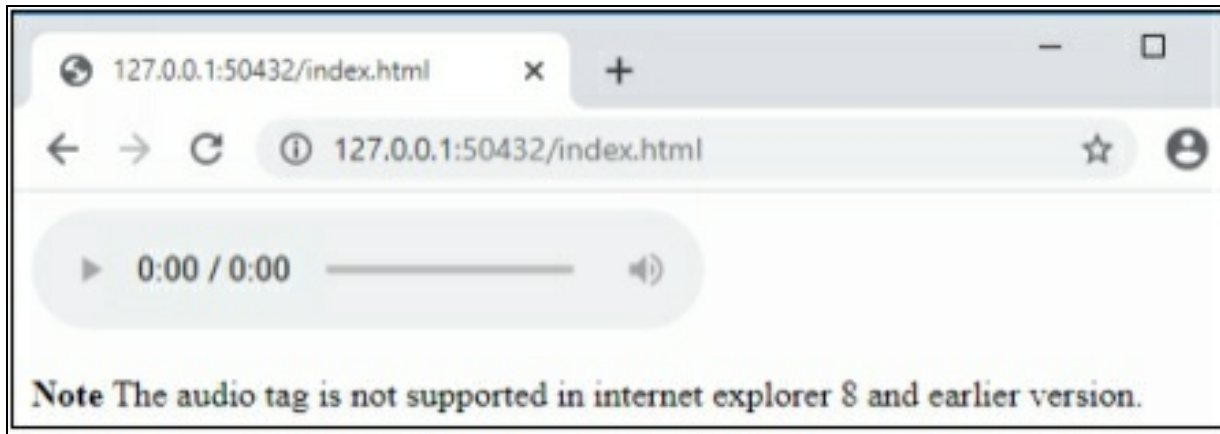 127.0.0.1:50432/index.html
127.0.0.1:50432/index.html
0:00 / 0:00
Note The audio tag is not supported in internet explorer 8 and earlier version.